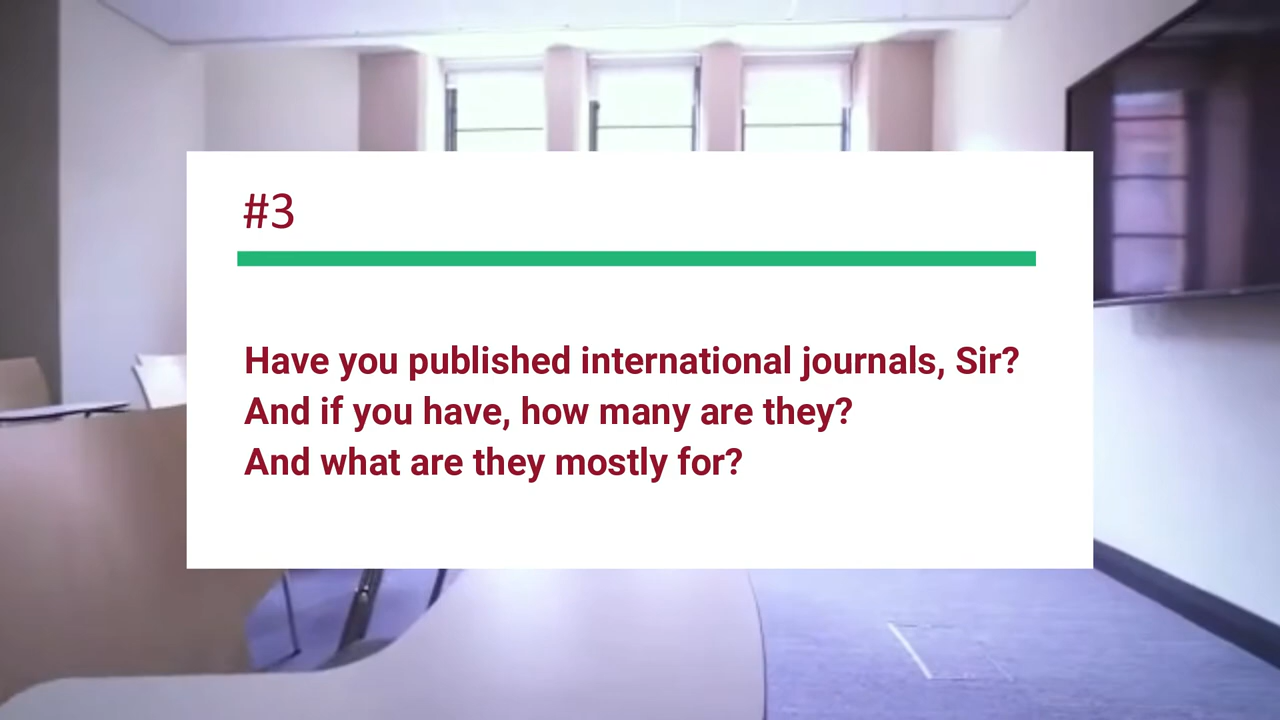 #3
Have you published international journals, Sir?
And if you have, how many are they?
And what are they mostly for?